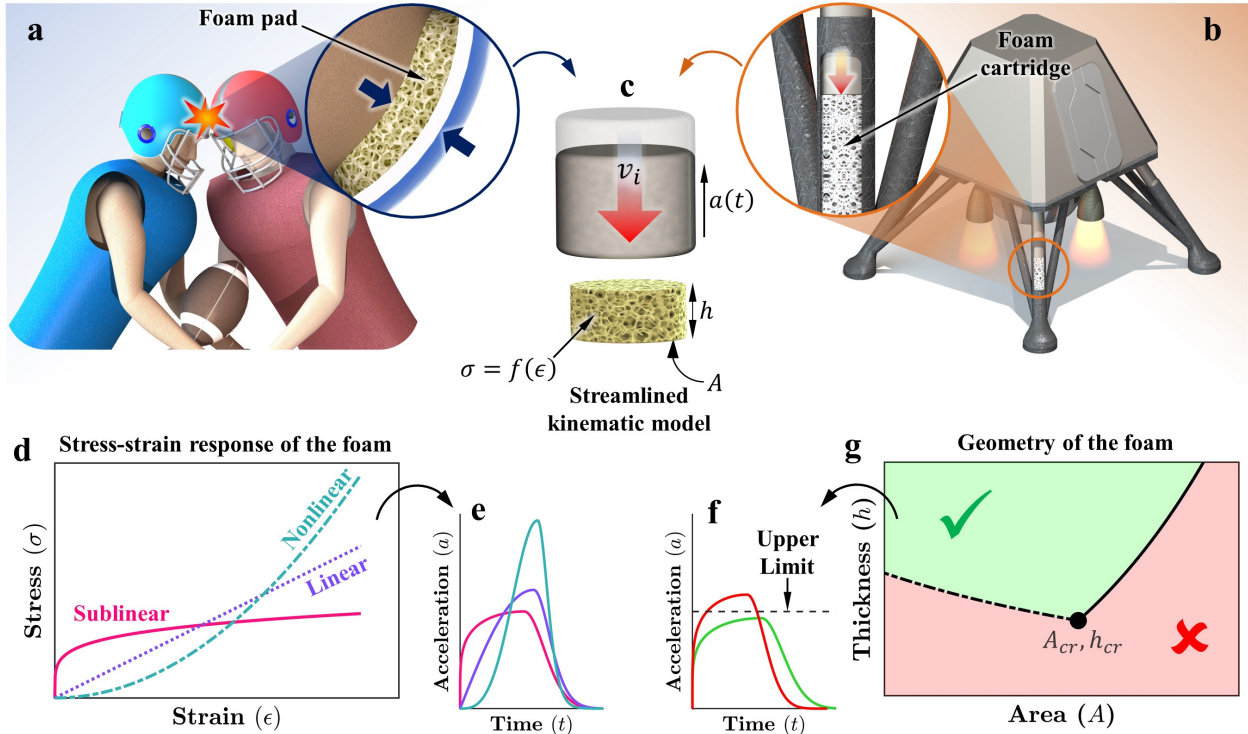 a
Foam pad
c
v_i
a(t)
h
σ = f(ϵ)
A
Streamlined
kinematic model
b
Foam
cartridge
d
Stress-strain response of the foam
Stress (σ)
Nonlinear
Linear
Sublinear
Strain (ϵ)
e
Acceleration (a)
Time (t)
f
Upper
Limit
Acceleration (a)
Time (t)
g
Geometry of the foam
Thickness (h)
A_cr, h_cr
Area (A)